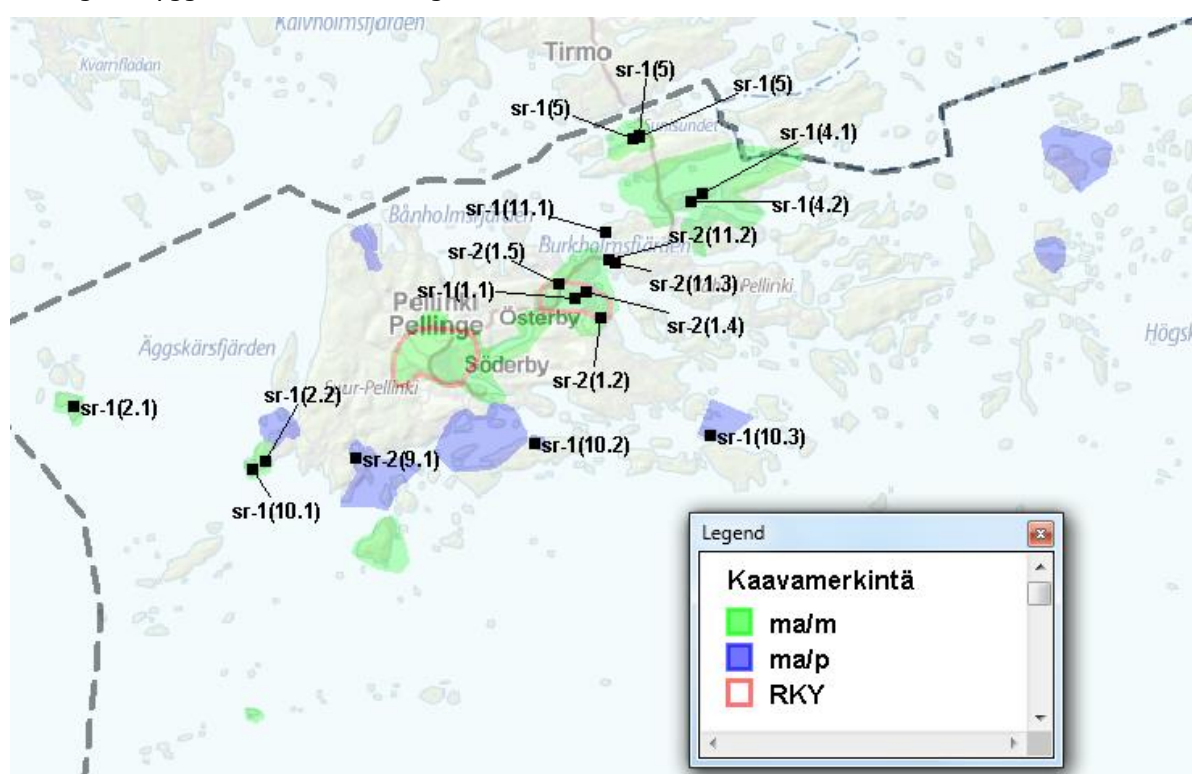 Kalvholmsfjärden
Tirmo
Kvarnfladan
sr-1(5)
sr-1(5)
sr-1(5)
Sunisundet
sr-1(4.1)
sr-1(11.1)
Bånholmsfjärden
sr-1(4.2)
sr-2(1.5)
Burkholmsfjärden
sr-2(11.2)
sr-1(1.1)
sr-2(11.3)
Pellinki
Pellinki
Pellinge
Österby
sr-2(1.4)
Äggskärsfjärden
Söderby
sr-2(1.2)
Suur-Pellinki
sr-1(2.2)
sr-1(2.1)
sr-2(9.1)
sr-1(10.2)
sr-1(10.3)
sr-1(10.1)
Legend
Kaavamerkintä
ma/m
ma/p
RKY